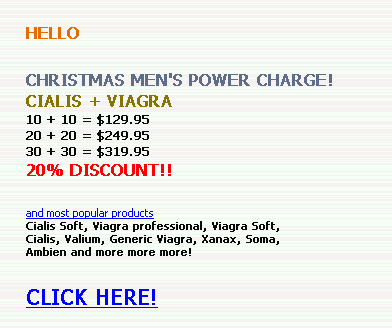 HELLO
CHRISTMAS MEN'S POWER CHARGE!
CIALIS + VIAGRA
10 + 10 = $129.95
20 + 20 = $249.95
30 + 30 = $319.95
20% DISCOUNT!!
and most popular products
Cialis Soft, Viagra professional, Viagra Soft,
Cialis, Valium, Generic Viagra, Xanax, Soma,
Ambien and more more more!
CLICK HERE!